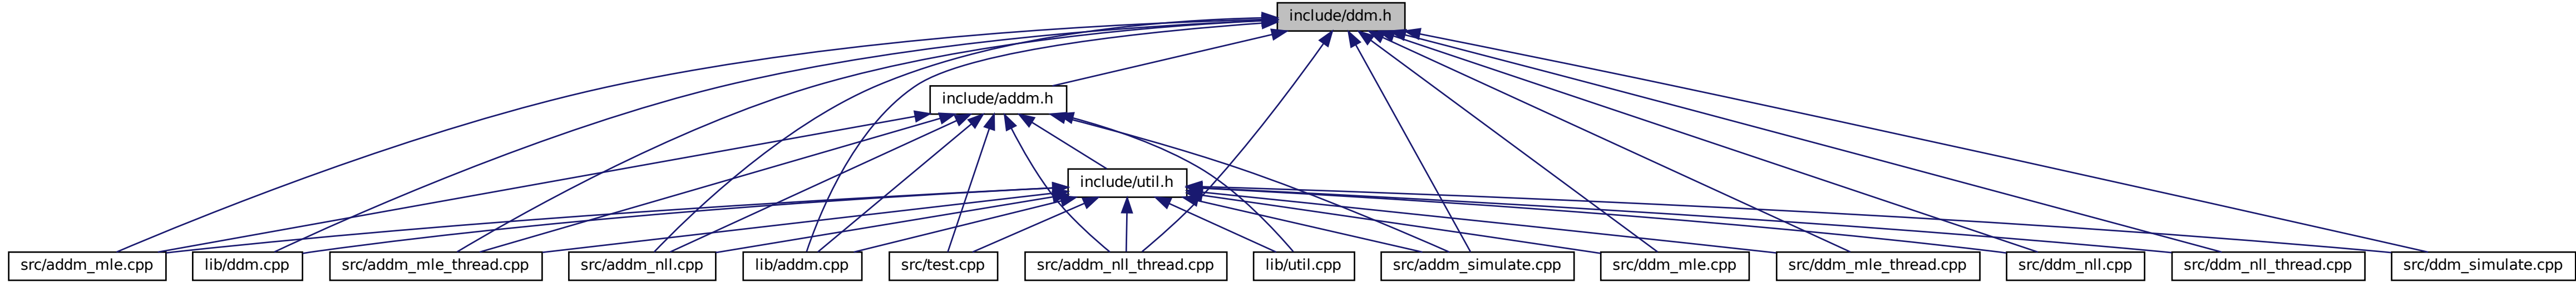 include/ddm.h
include/addm.h
include/util.h
src/addm_mle.cpp
lib/ddm.cpp
src/addm_mle_thread.cpp
src/addm_nll.cpp
lib/addm.cpp
src/test.cpp
src/addm_nll_thread.cpp
lib/util.cpp
src/addm_simulate.cpp
src/ddm_mle.cpp
src/ddm_mle_thread.cpp
src/ddm_nll.cpp
src/ddm_nll_thread.cpp
src/ddm_simulate.cpp